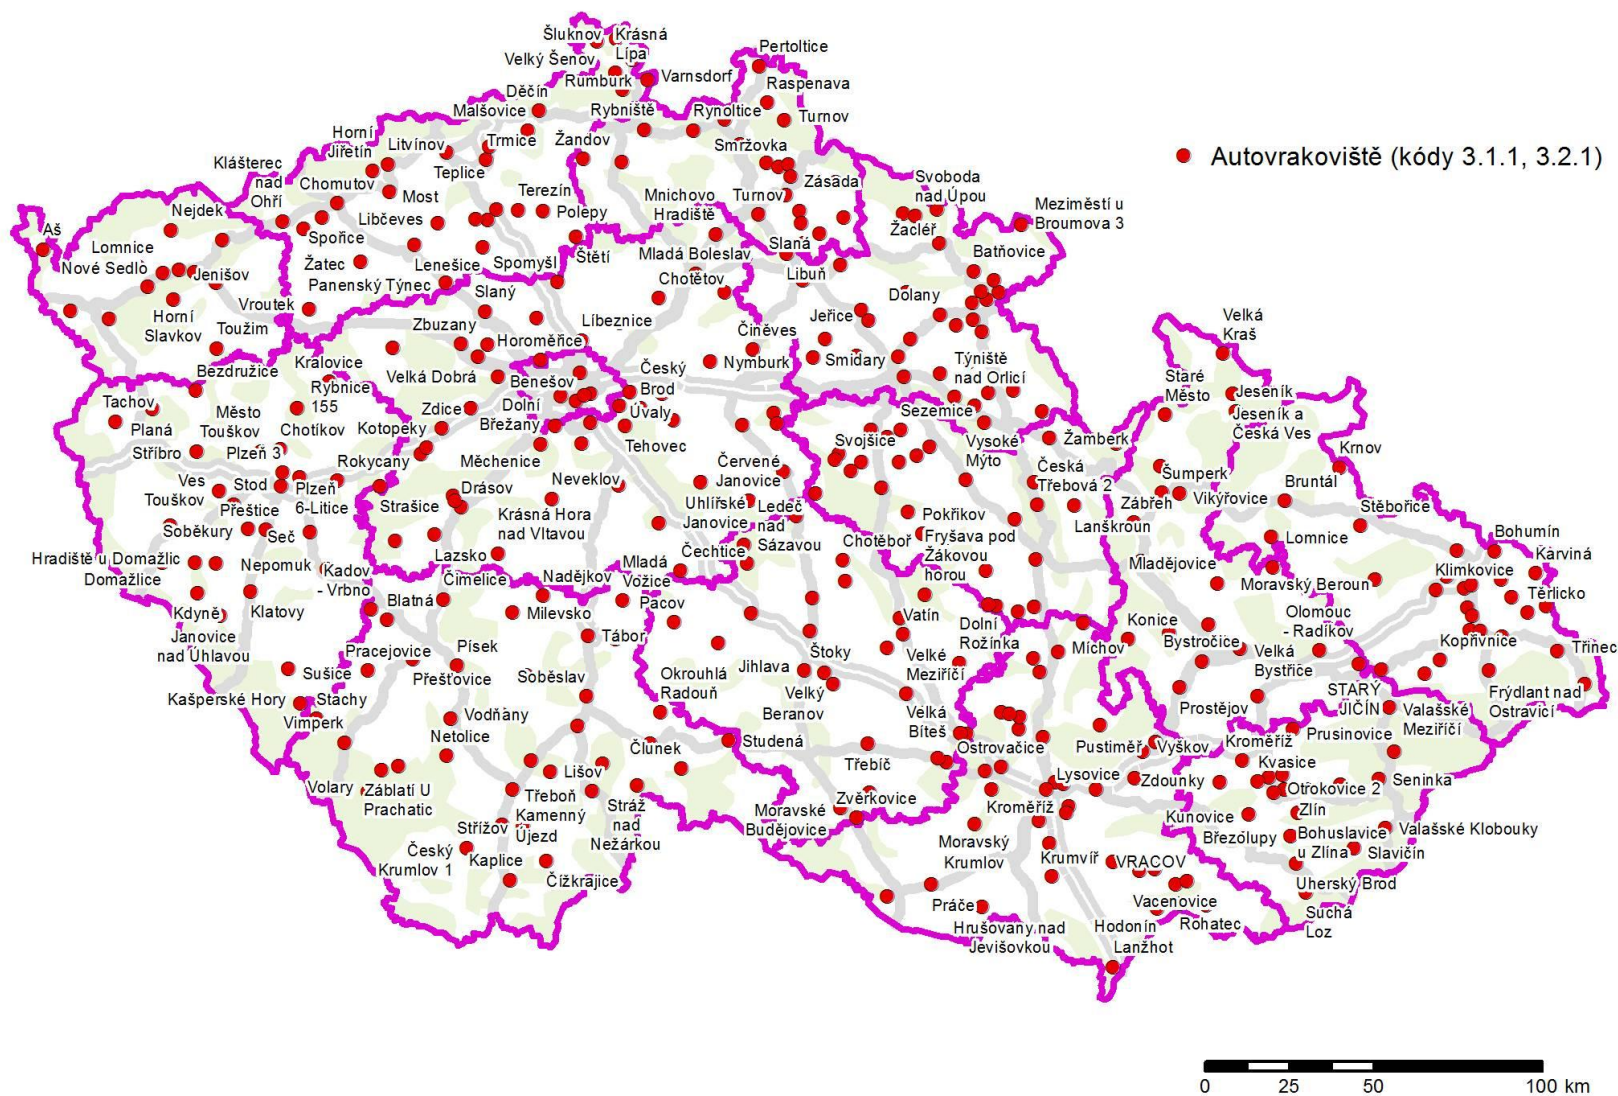 Šluknov
Krásná
Lípa
Velký Šenov
Rumburk
Varnsdorf
Pertoltice
Raspenava
Děčín
Malšovice
Rybniště
Rynoltice
Turnov
Horní
Jiřetín
Litvínov
Trmice
Žandov
Smržovka
Autovrakoviště (kódy 3.1.1, 3.2.1)
Klášterec
nad
Ohří
Chomutov
Teplice
Most
Terezín
Mnichovo
Hradiště
Turnov
Zásada
Svoboda
nad Úpou
Meziměstí u
Broumova 3
Nejdek
Libčeves
Polepy
Žacléř
Aš
Lomnice
Spořice
Slaná
Batňovice
Nové Sedlo
Jenišov
Žatec
Lenešice
Spomyšl
Štětí
Mladá Boleslav
Chotětov
Libuň
Panenský Týnec
Slaný
Dolany
Horní
Slavkov
Vroutek
Toužim
Zbuzany
Líbeznice
Činěves
Jeřice
Velká
Kraš
Horoměřice
Nymburk
Smidary
Kralovice
Bezdružice
Rybnice
155
Velká Dobrá
Benešov
Český
Brod
Týniště
nad Orlicí
Staré
Město
Jeseník
Tachov
Město
Touškov
Chotíkov
Zdice
Dolní
Břežany
Úvaly
Sezemice
Jeseník a
Česká Ves
Planá
Kotopeky
Tehovec
Svojšice
Vysoké
Mýto
Žamberk
Krnov
Stříbro
Plzeň 3
Rokycany
Měchenice
Neveklov
Červené
Janovice
Česká
Třebová 2
Šumperk
Bruntál
Ves
Touškov
Stod
Plzeň
6-Litice
Drásov
Zábřeh
Vikýřovice
Přeštice
Strašice
Krásná Hora
nad Vltavou
Uhlířské
Janovice
Ledeč
nad
Sázavou
Pokřikov
Lanškroun
Stěbořice
Soběkury
Seč
Chotěboř
Fryšava pod
Žákovou
horou
Lomnice
Bohumín
Hradiště u Domažlic
Domažlice
Nepomuk
Kadov
- Vrbno
Lazsko
Čimelice
Nadějkov
Mladá
Vožice
Čechtice
Mladějovice
Moravský Beroun
Klimkovice
Karviná
Těrlicko
Kdyně
Klatovy
Blatná
Milevsko
Pacov
Vatín
Dolní
Rožínka
Konice
Olomouc
- Radíkov
Janovice
nad Úhlavou
Pracejovice
Písek
Tábor
Štoky
Míchov
Bystročice
Velká
Bystřice
Kopřivnice
Třinec
Sušice
Přešťovice
Soběslav
Okrouhlá
Radouň
Jihlava
Velké
Meziříčí
Kašperské Hory
Stachy
Velký
Beranov
Prostějov
STARÝ
JIČÍN
Frýdlant nad
Ostravicí
Vimperk
Vodňany
Netolice
Velká
Bíteš
Valašské
Meziříčí
Člunek
Studená
Ostrovačice
Pustiměř
Vyškov
Kroměříž
Prusinovice
Volary
Záblatí U
Prachatic
Lišov
Třebíč
Lysovice
Zdounky
Kvasice
Seninka
Třeboň
Kamenný
Újezd
Stráž
nad
Nežárkou
Moravské
Budějovice
Zvěrkovice
Kroměříž
Otrokovice 2
Střížov
Kunovice
Zlín
Český
Krumlov 1
Kaplice
Moravský
Krumlov
Krumvíř
Březolupy
Bohuslavice
u Zlína
Valašské Klobouky
Čížkrajice
VRACOV
Slavičín
Práče
Vacenovice
Uherský Brod
Hrušovany nad
Jevišovkou
Hodonín
Rohatec
Suchá
Loz
Lanžhot
0 25 50 100 km